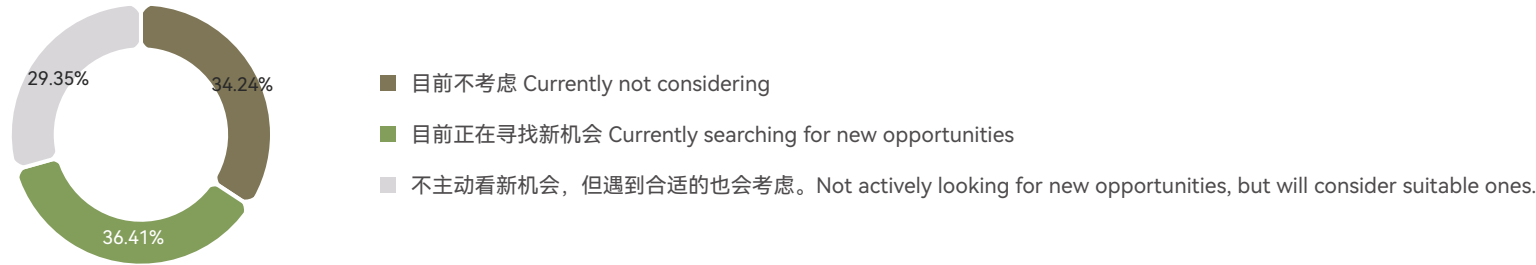 29.35%
34.24%
36.41%
目前不考虑 Currently not considering
目前正在寻找新机会 Currently searching for new opportunities
不主动看新机会，但遇到合适的也会考虑。Not actively looking for new opportunities, but will consider suitable ones.